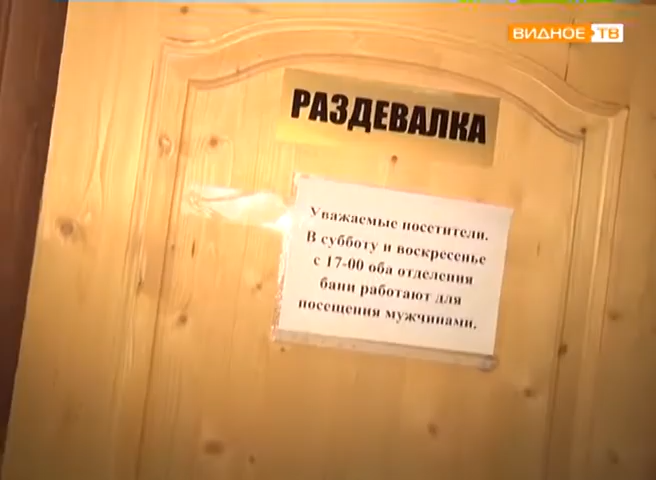 ВИДНОЕ ТВ
РАЗДЕВАЛКА
Уважаемые посетители.
В субботу и воскресенье
с 17-00 оба отделения
бани работают для
посещения мужчинами.